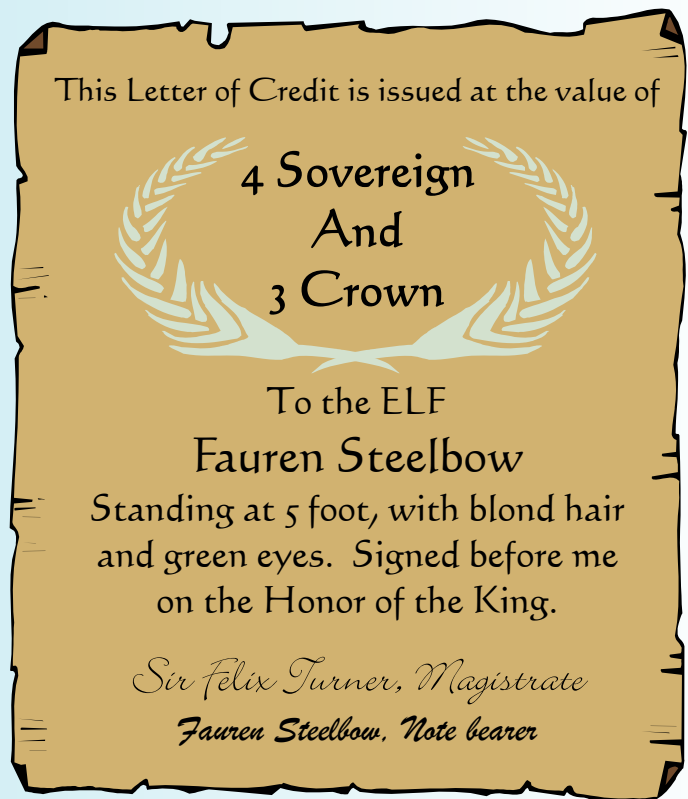 This Letter of Credit is issued at the value of
4 Sovereign
And
3 Crown
To the ELF
Fauren Steelbow
Standing at 5 foot, with blond hair
and green eyes.  Signed before me
on the Honor of the King.
Sir Felix Turner, Magistrate
Fauren Steelbow, Note bearer